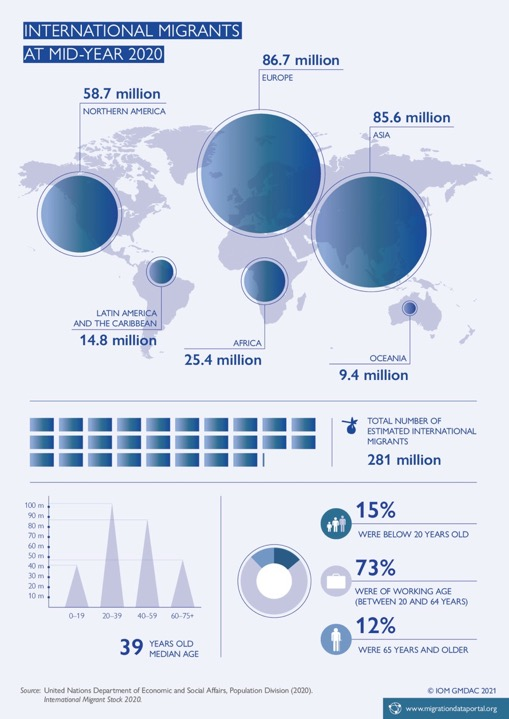 INTERNATIONAL MIGRANTS
AT MID-YEAR 2020
86.7 million
EUROPE
58.7 million
NORTHERN AMERICA
85.6 million
ASIA
LATIN AMERICA
AND THE CARIBBEAN
14.8 million
AFRICA
25.4 million
OCEANIA
9.4 million
TOTAL NUMBER OF
ESTIMATED INTERNATIONAL
MIGRANTS
281 million
100 m
90 m
80 m
70 m
60 m
50 m
40 m
30 m
20 m
10 m
0–19 20–39 40–59 60–75+
39 YEARS OLD
MEDIAN AGE
15%
WERE BELOW 20 YEARS OLD
73%
WERE OF WORKING AGE
(BETWEEN 20 AND 64 YEARS)
12%
WERE 65 YEARS AND OLDER
Source: United Nations Department of Economic and Social Affairs, Population Division (2020).
International Migrant Stock 2020.
© IOM GMDAC 2021
www.migrationdataportal.org